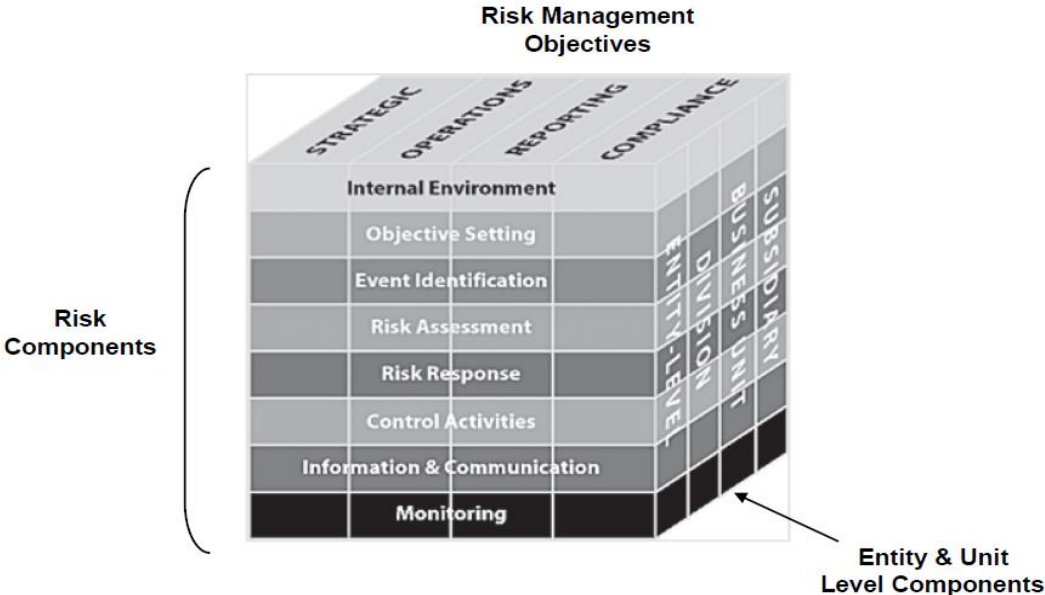 Risk Management
Objectives
STRATEGIC
OPERATIONS
REPORTING
COMPLIANCE
Internal Environment
Objective Setting
Event Identification
Risk Assessment
Risk Response
Control Activities
Information & Communication
Monitoring
ENTITY-LEVEL
DIVISION
BUSINESS UNIT
SUBSIDIARY
Risk
Components
Entity & Unit
Level Components